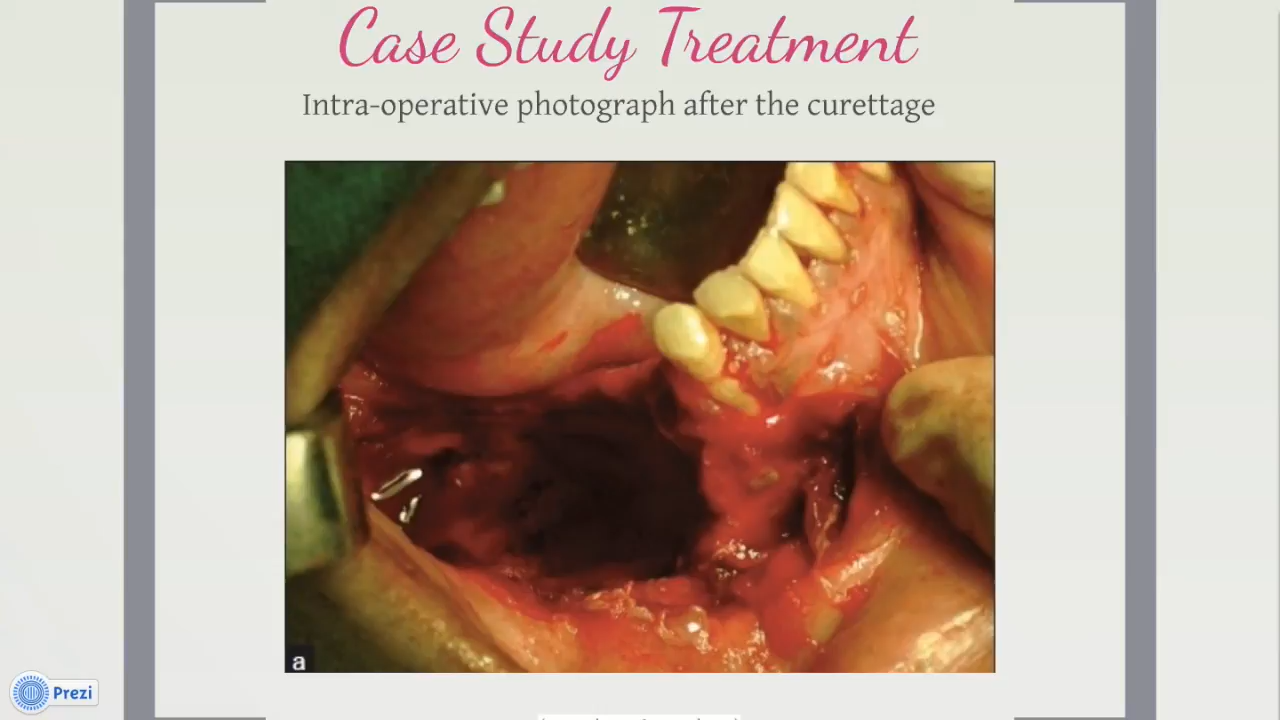 Case Study Treatment
Intra-operative photograph after the curettage
a
Prezi